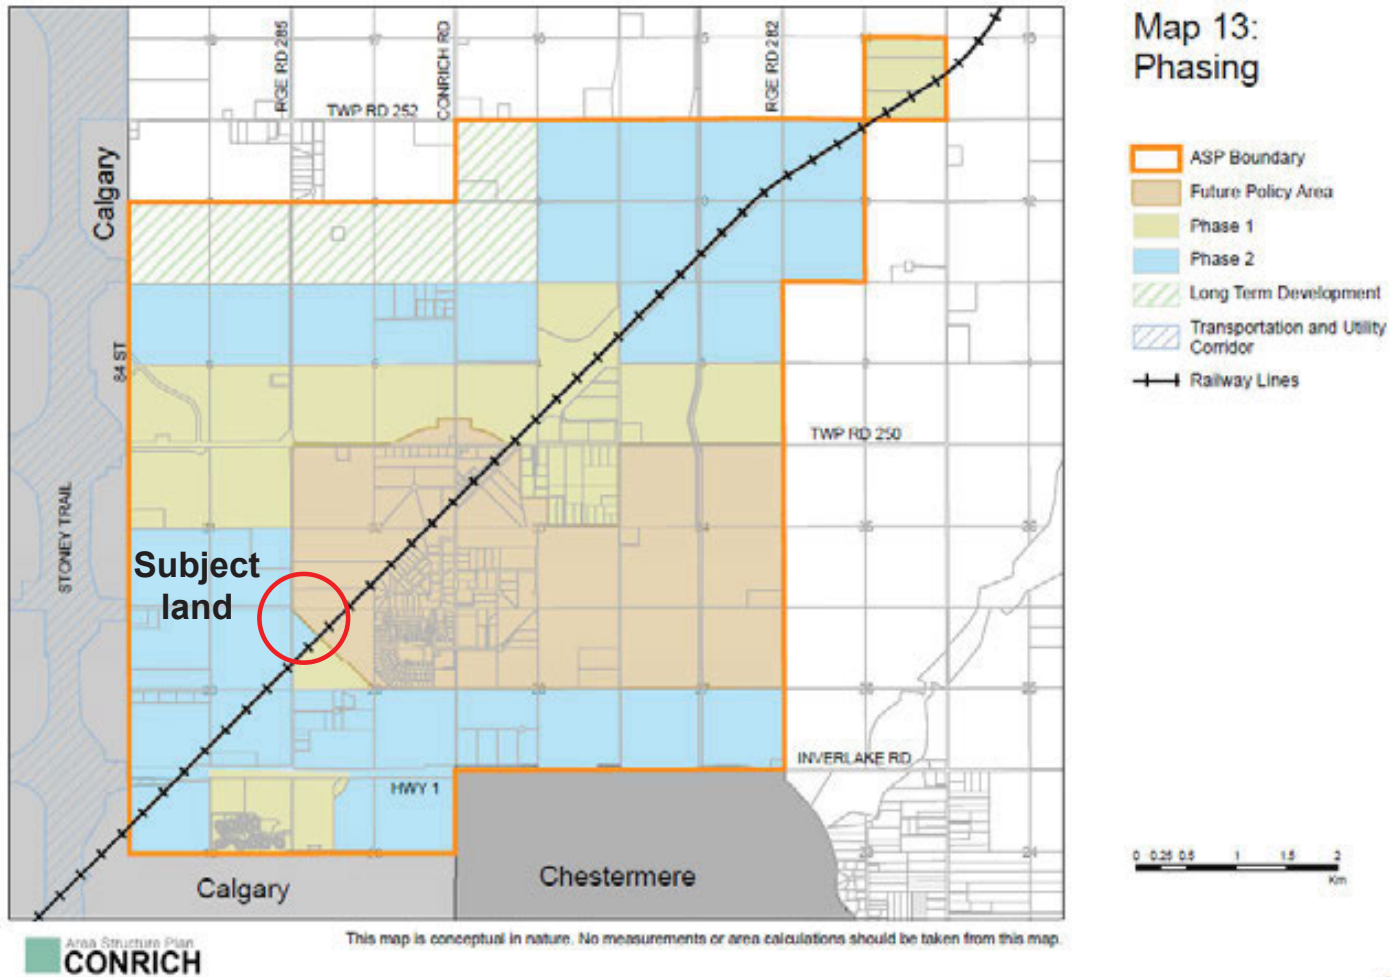 Map 13:
Phasing
ASP Boundary
Future Policy Area
Phase 1
Phase 2
Long Term Development
Transportation and Utility
Corridor
Railway Lines
RGE RD 285
CONRICH RD
RGE RD 282
TWP RD 252
Calgary
84 ST
TWP RD 250
STONEY TRAIL
Subject
land
INVERLAKE RD
HWY 1
Calgary
Chestermere
0 0.25 0.5 1 1.5 2
Km
This map is conceptual in nature. No measurements or area calculations should be taken from this map.
Area Structure Plan
CONRICH